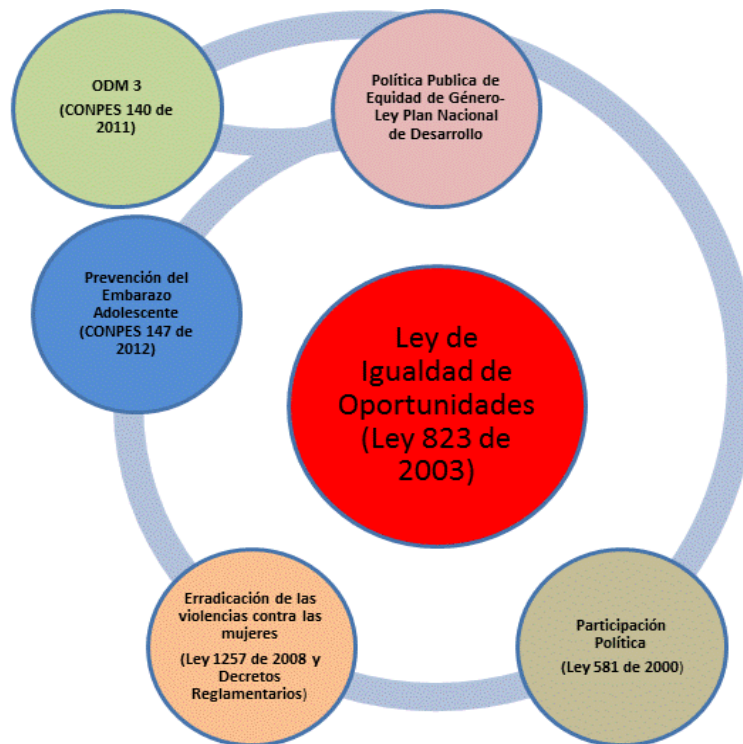 ODM 3
(CONPES 140 de
2011)
Política Publica de
Equidad de Género-
Ley Plan Nacional
de Desarrollo
Prevención del
Embarazo
Adolescente
(CONPES 147 de
2012)
Ley de
Igualdad de
Oportunidades
(Ley 823 de
2003)
Erradicación de las
violencias contra las
mujeres
(Ley 1257 de 2008 y
Decretos
Reglamentarios)
Participación
Política
(Ley 581 de 2000)